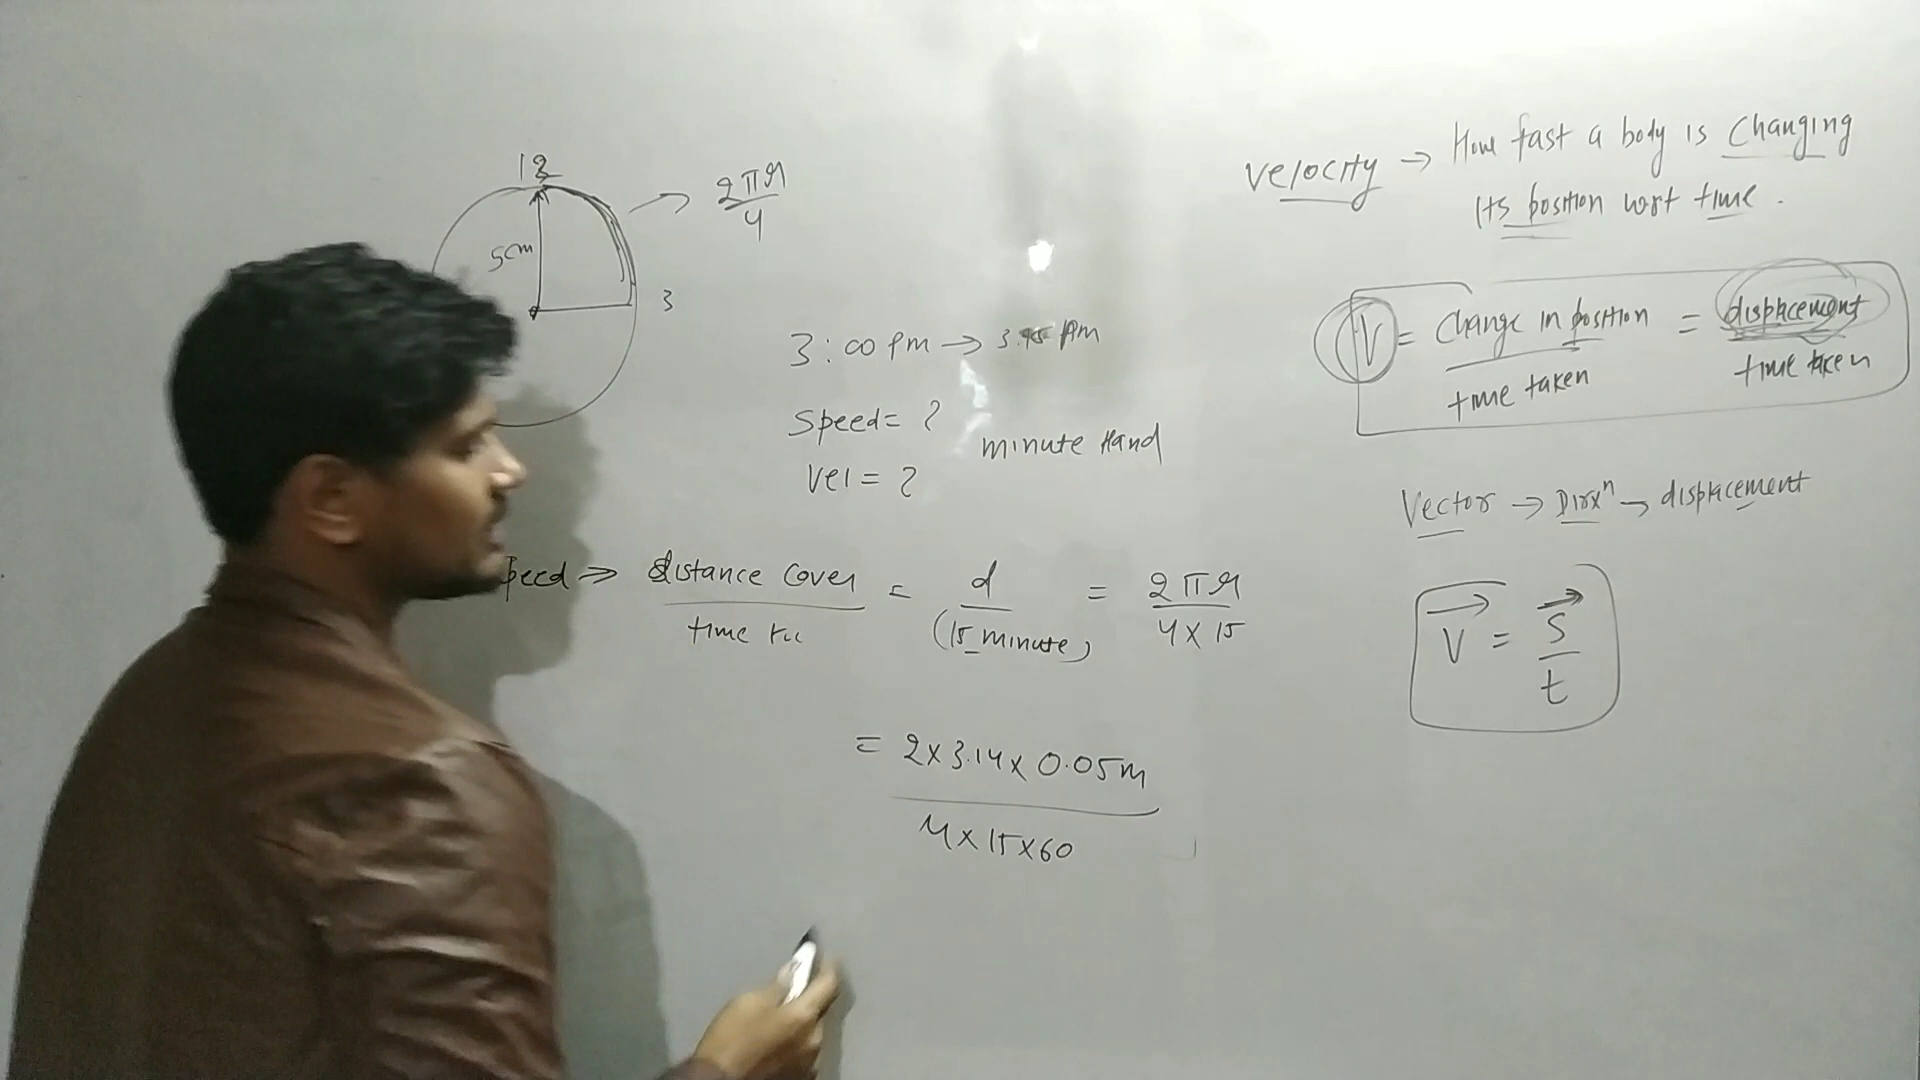 12
5cm
3
2πr
4
3:00 pm → 3.15 pm
Speed= ?
Vel = ?
minute Hand
speed ⇒ distance cover = d = 2πr
time (15 minute) 4 x 15
= 2 x 3.14 x 0.05m
4 x 15 x 60
Velocity → How fast a body is changing
its position wrt time.
V = Change in position = displacement
time taken time taken
Vector → Dirxⁿ → displacement
V = S
t